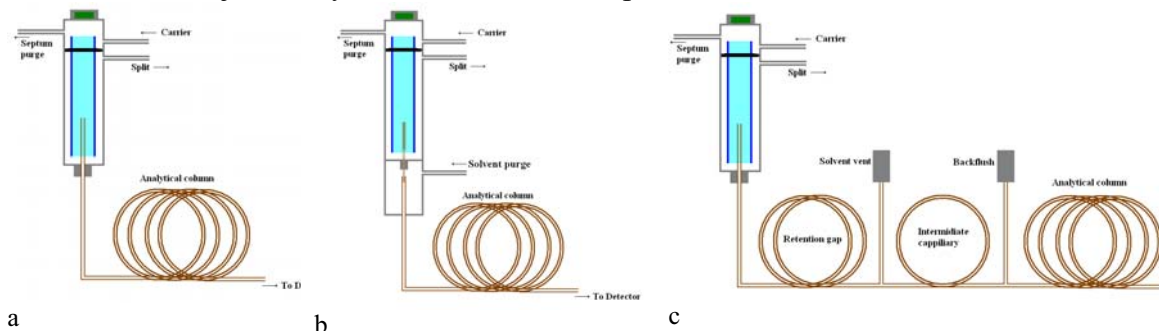 Carrier
Septum
purge
Split
Analytical column
To D
a
Carrier
Septum
purge
Split
Solvent purge
Analytical column
To Detector
b
Carrier
Septum
purge
Split
Solvent vent
Backflush
Analytical column
Retention gap
Intermidiate
cappiliary
c